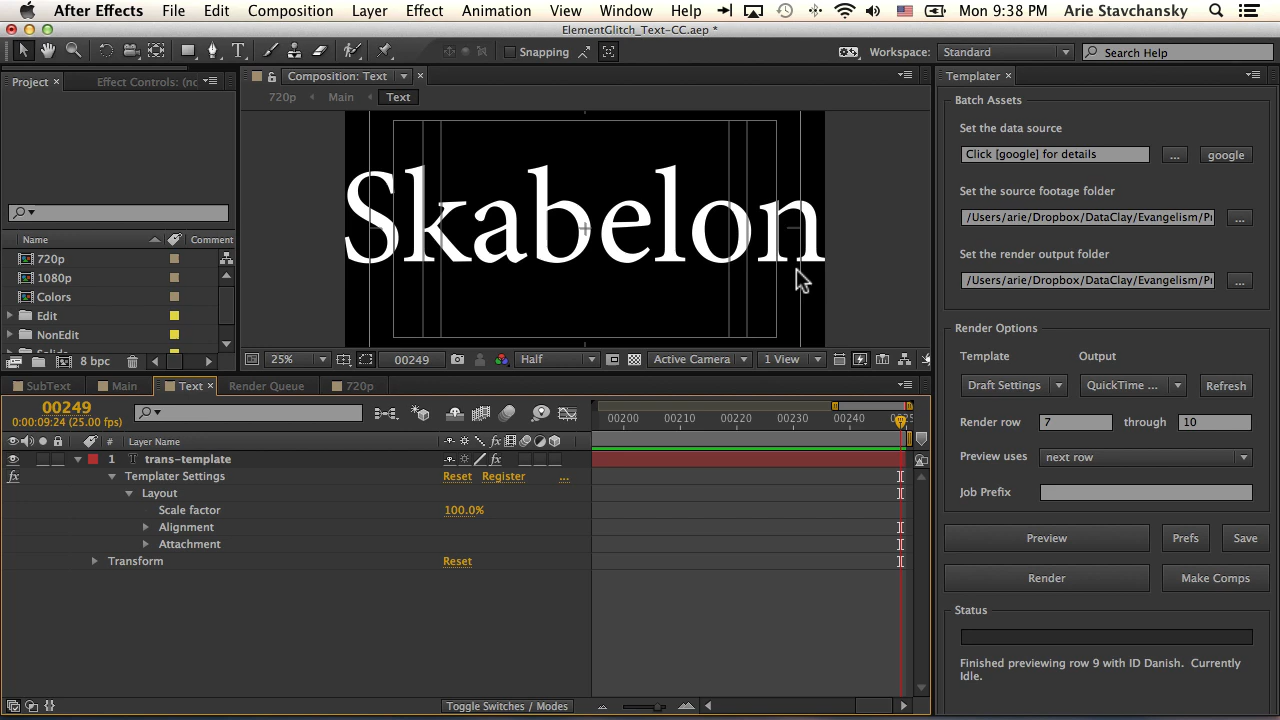 After Effects File Edit Composition Layer Effect Animation View Window Help Mon 9:38 PM Arie Stavchansky
ElementGlitch_Text-CC.aep *
Snapping Workspace: Standard Search Help
Project × Effect Controls: (nc Composition: Text × Templater ×
720p Main Text
Batch Assets
Set the data source
Click [google] for details ... google
Set the source footage folder
/Users/arie/Dropbox/DataClay/Evangelism/Pr ...
Set the render output folder
/Users/arie/Dropbox/DataClay/Evangelism/Pr ...
Skabelon
Name Comment
720p
1080p
Colors
Edit
NonEdit
Solids
8 bpc
25% 00249 Half Active Camera 1 View
Render Options
Template Output
Draft Settings QuickTime ... Refresh
Render row 7 through 10
Preview uses next row
Job Prefix
Preview Prefs Save
Render Make Comps
Status
Finished previewing row 9 with ID Danish. Currently
Idle.
SubText Main Text × Render Queue 720p
00249
0:00:09:24 (25.00 fps)
00200 00210 00220 00230 00240 0025
# Layer Name
1 T trans-template
Templater Settings Reset Register ...
Layout
Scale factor 100.0%
Alignment
Attachment
Transform Reset
Toggle Switches / Modes